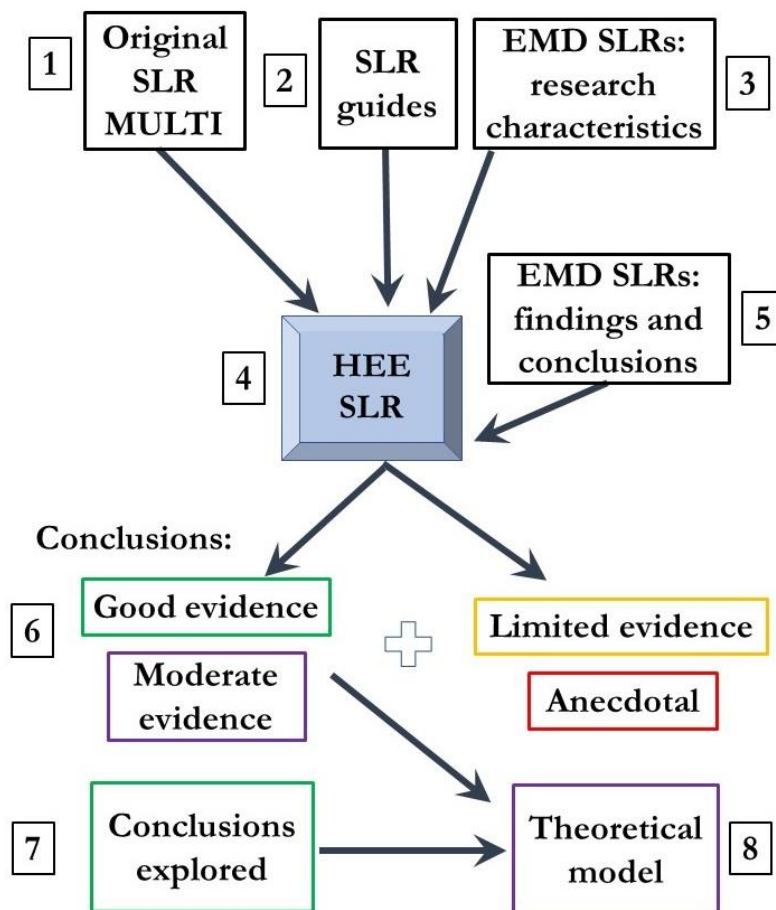 1
Original
SLR
MULTI
2
SLR
guides
EMD SLRs:
research
characteristics
3
EMD SLRs:
findings and
conclusions
5
4
HEE
SLR
Conclusions:
6
Good evidence
Moderate
evidence
Limited evidence
Anecdotal
7
Conclusions
explored
Theoretical
model
8